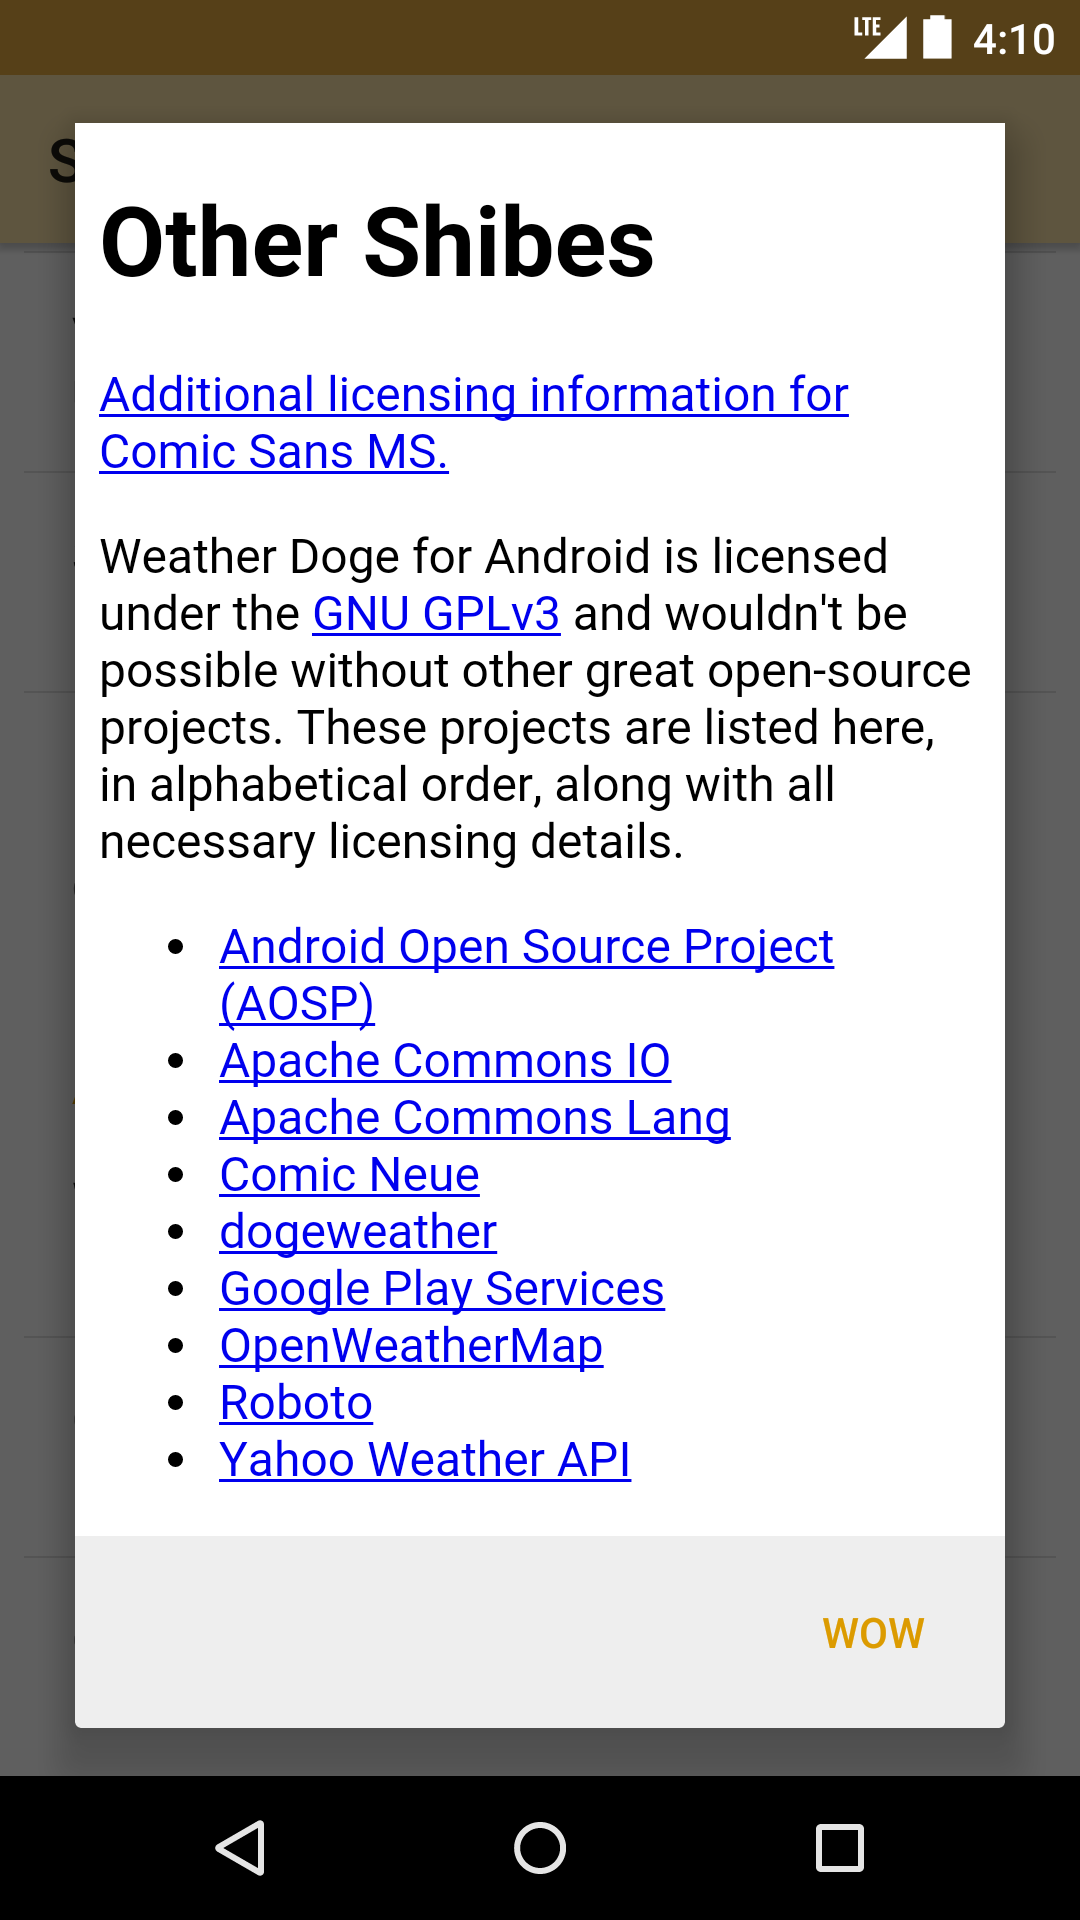 LTE 4:10
S
Other Shibes
Additional licensing information for
Comic Sans MS.
Weather Doge for Android is licensed
under the GNU GPLv3 and wouldn't be
possible without other great open-source
projects. These projects are listed here,
in alphabetical order, along with all
necessary licensing details.
Android Open Source Project
(AOSP)
Apache Commons IO
Apache Commons Lang
Comic Neue
dogeweather
Google Play Services
OpenWeatherMap
Roboto
Yahoo Weather API
WOW